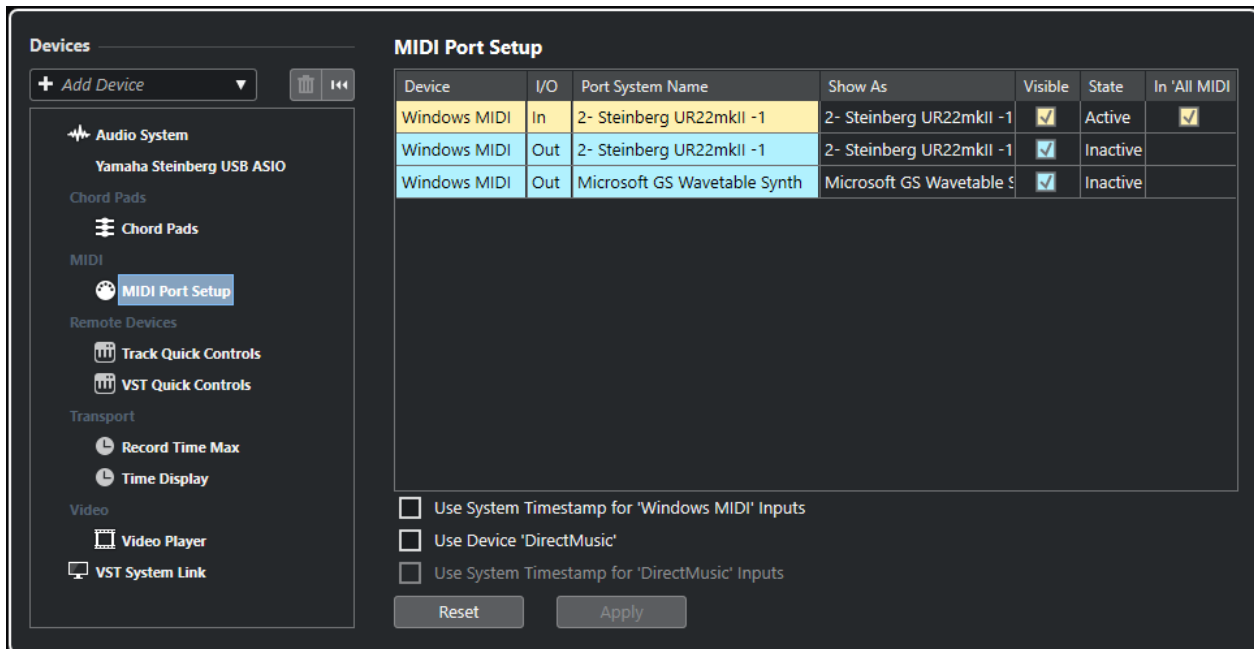 Devices
Add Device
Audio System
Yamaha Steinberg USB ASIO
Chord Pads
Chord Pads
MIDI
MIDI Port Setup
Remote Devices
Track Quick Controls
VST Quick Controls
Transport
Record Time Max
Time Display
Video
Video Player
VST System Link
MIDI Port Setup
Device I/O Port System Name Show As Visible State In 'All MIDI
Windows MIDI In 2- Steinberg UR22mkII -1 2- Steinberg UR22mkII -1 Active
Windows MIDI Out 2- Steinberg UR22mkII -1 2- Steinberg UR22mkII -1 Inactive
Windows MIDI Out Microsoft GS Wavetable Synth Microsoft GS Wavetable S Inactive
Use System Timestamp for 'Windows MIDI' Inputs
Use Device 'DirectMusic'
Use System Timestamp for 'DirectMusic' Inputs
Reset Apply